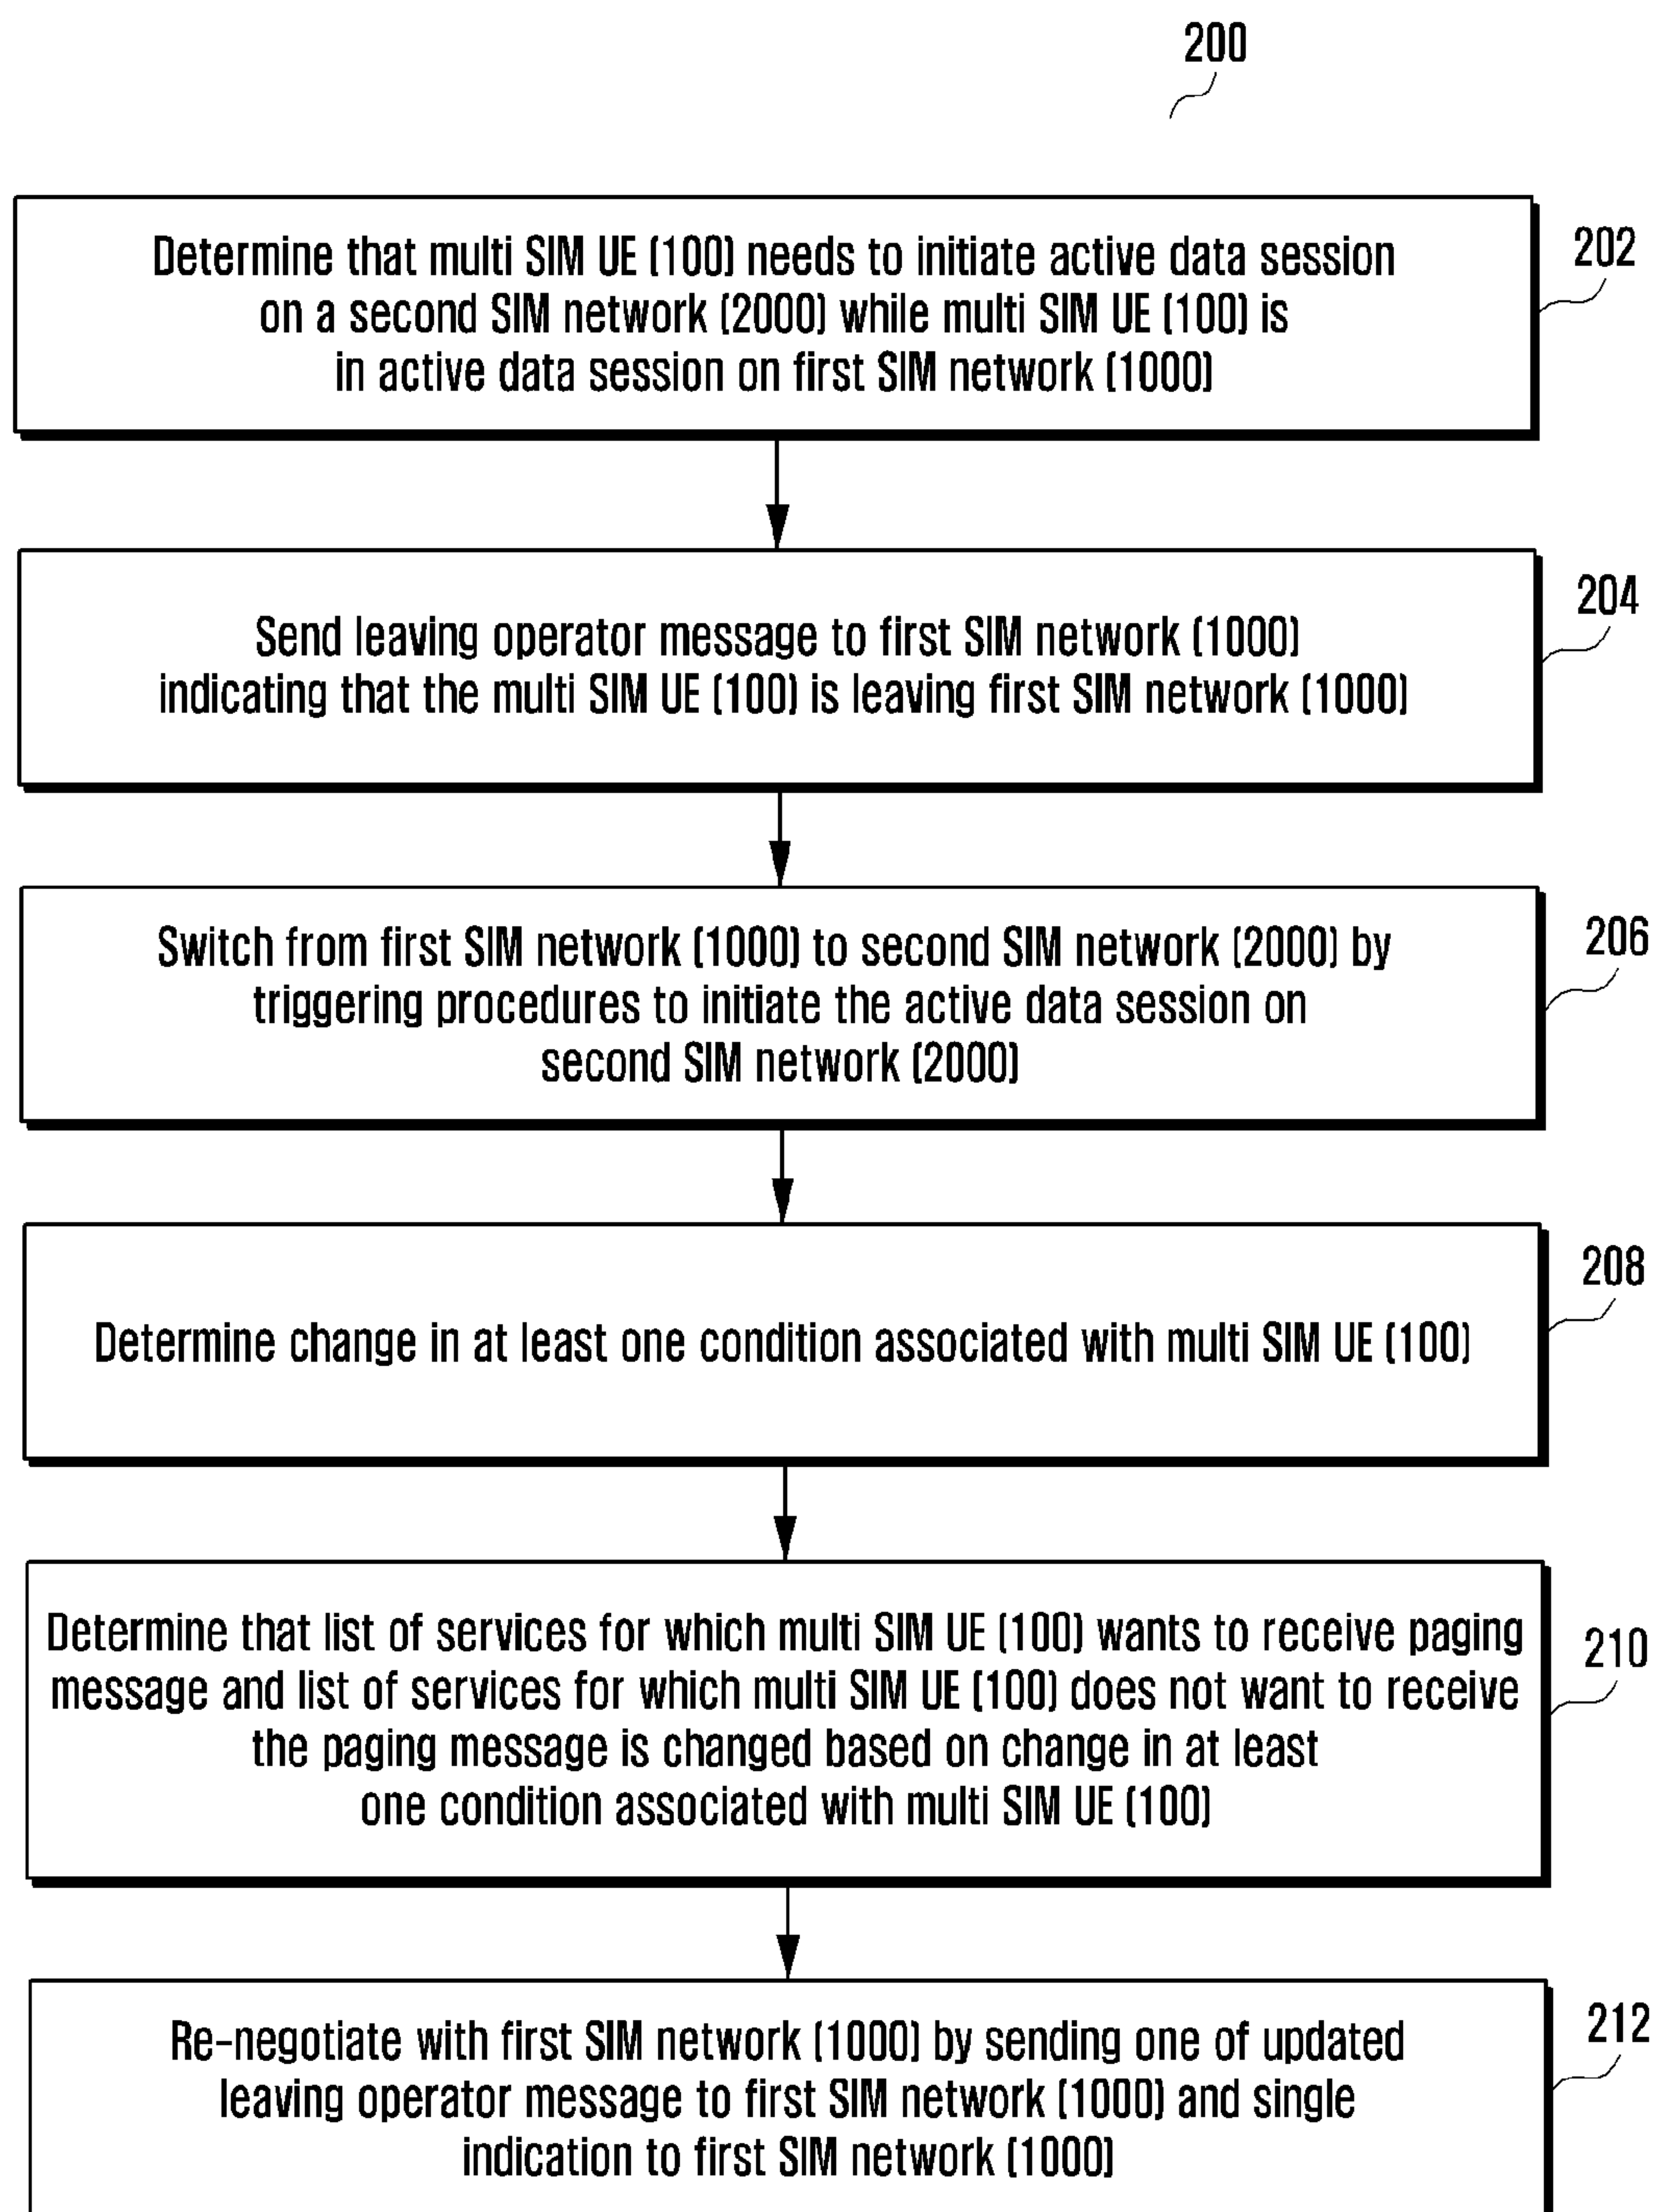 200
Determine that multi SIM UE (100) needs to initiate active data session
on a second SIM network (2000) while multi SIM UE (100) is
in active data session on first SIM network (1000)
202
Send leaving operator message to first SIM network (1000)
indicating that the multi SIM UE (100) is leaving first SIM network (1000)
204
Switch from first SIM network (1000) to second SIM network (2000) by
triggering procedures to initiate the active data session on
second SIM network (2000)
206
Determine change in at least one condition associated with multi SIM UE (100)
208
Determine that list of services for which multi SIM UE (100) wants to receive paging
message and list of services for which multi SIM UE (100) does not want to receive
the paging message is changed based on change in at least
one condition associated with multi SIM UE (100)
210
Re-negotiate with first SIM network (1000) by sending one of updated
leaving operator message to first SIM network (1000) and single
indication to first SIM network (1000)
212